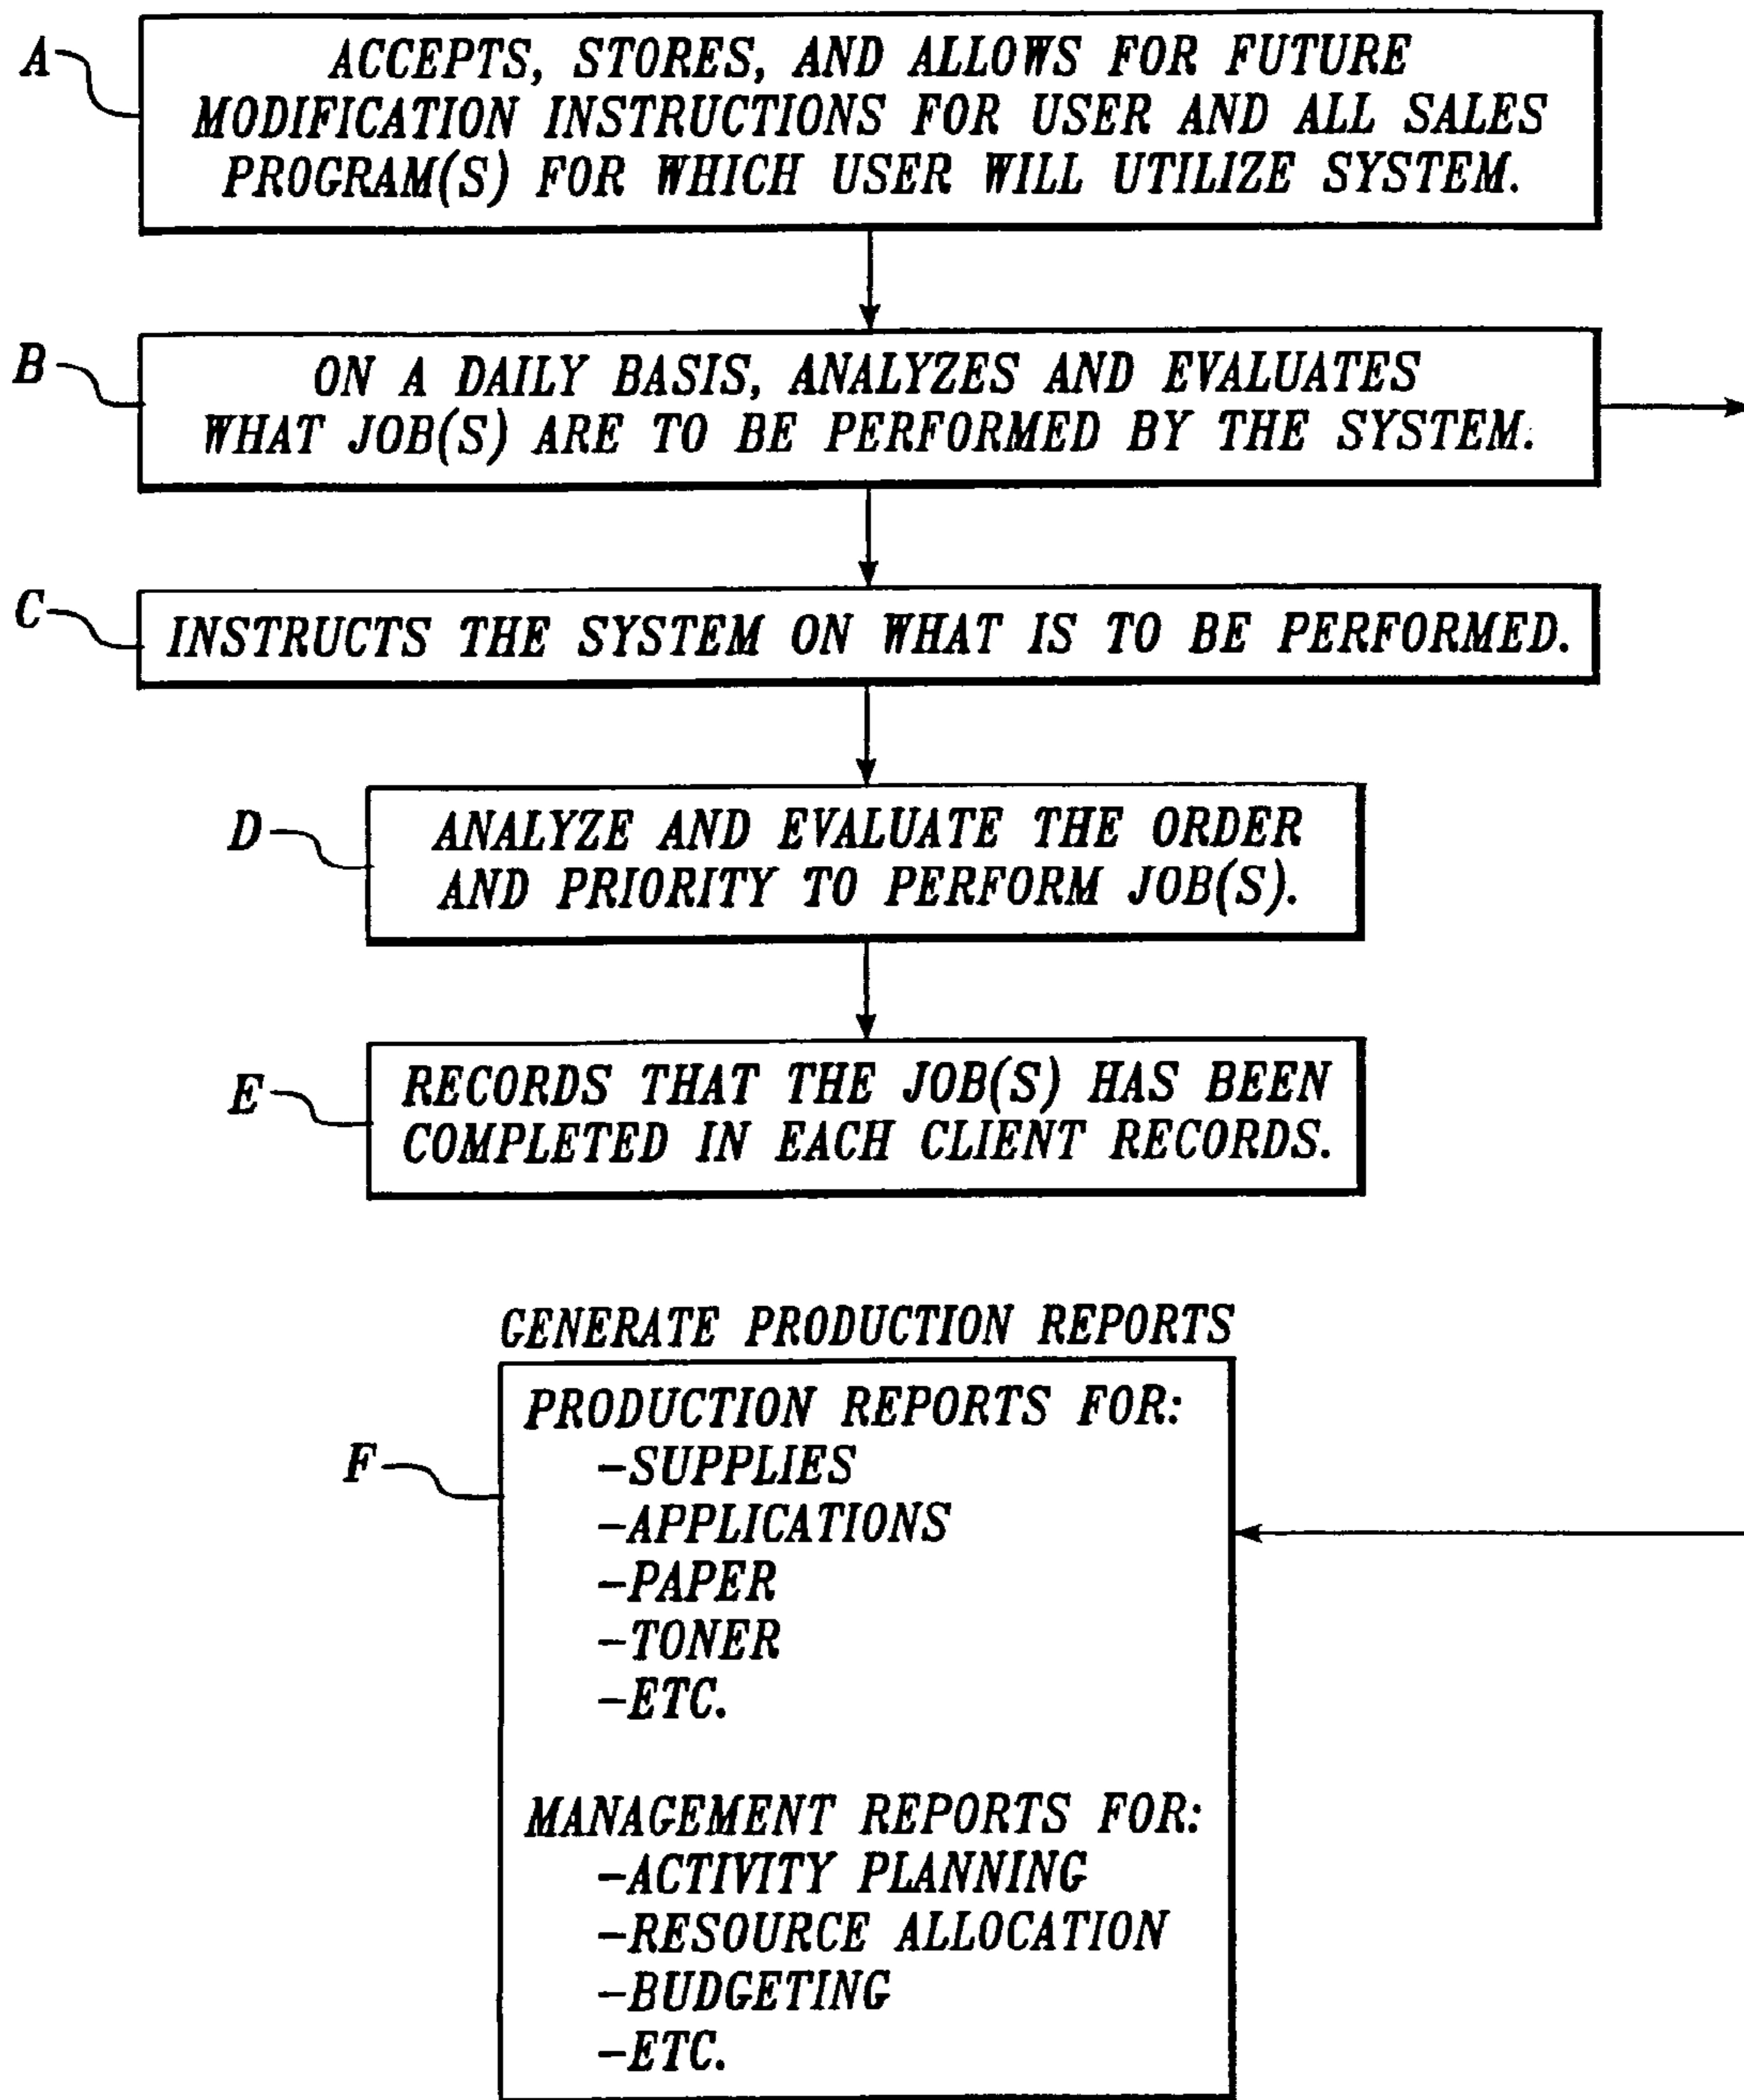 A
ACCEPTS, STORES, AND ALLOWS FOR FUTURE
MODIFICATION INSTRUCTIONS FOR USER AND ALL SALES
PROGRAM(S) FOR WHICH USER WILL UTILIZE SYSTEM.
B
ON A DAILY BASIS, ANALYZES AND EVALUATES
WHAT JOB(S) ARE TO BE PERFORMED BY THE SYSTEM.
C
INSTRUCTS THE SYSTEM ON WHAT IS TO BE PERFORMED.
D
ANALYZE AND EVALUATE THE ORDER
AND PRIORITY TO PERFORM JOB(S).
E
RECORDS THAT THE JOB(S) HAS BEEN
COMPLETED IN EACH CLIENT RECORDS.
GENERATE PRODUCTION REPORTS
F
PRODUCTION REPORTS FOR:
-SUPPLIES
-APPLICATIONS
-PAPER
-TONER
-ETC.
MANAGEMENT REPORTS FOR:
-ACTIVITY PLANNING
-RESOURCE ALLOCATION
-BUDGETING
-ETC.